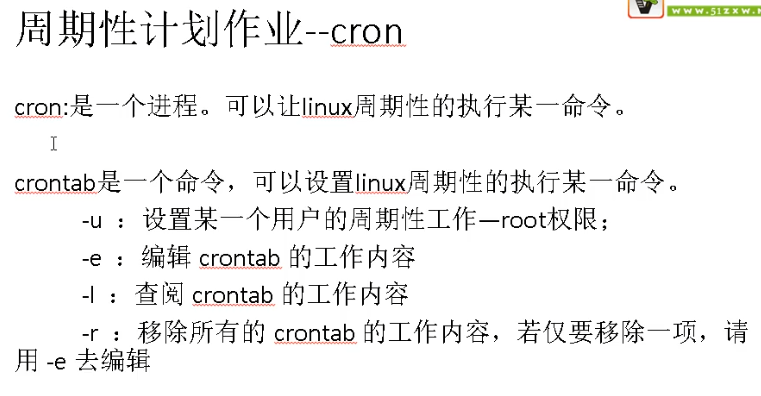 周期性计划作业--cron
www.51zxw.
cron:是一个进程。可以让linux周期性的执行某一命令。
crontab是一个命令，可以设置linux周期性的执行某一命令。
-u ：设置某一个用户的周期性工作—root权限；
-e ：编辑 crontab 的工作内容
-l ：查阅 crontab 的工作内容
-r ：移除所有的 crontab 的工作内容，若仅要移除一项，请
用 -e 去编辑